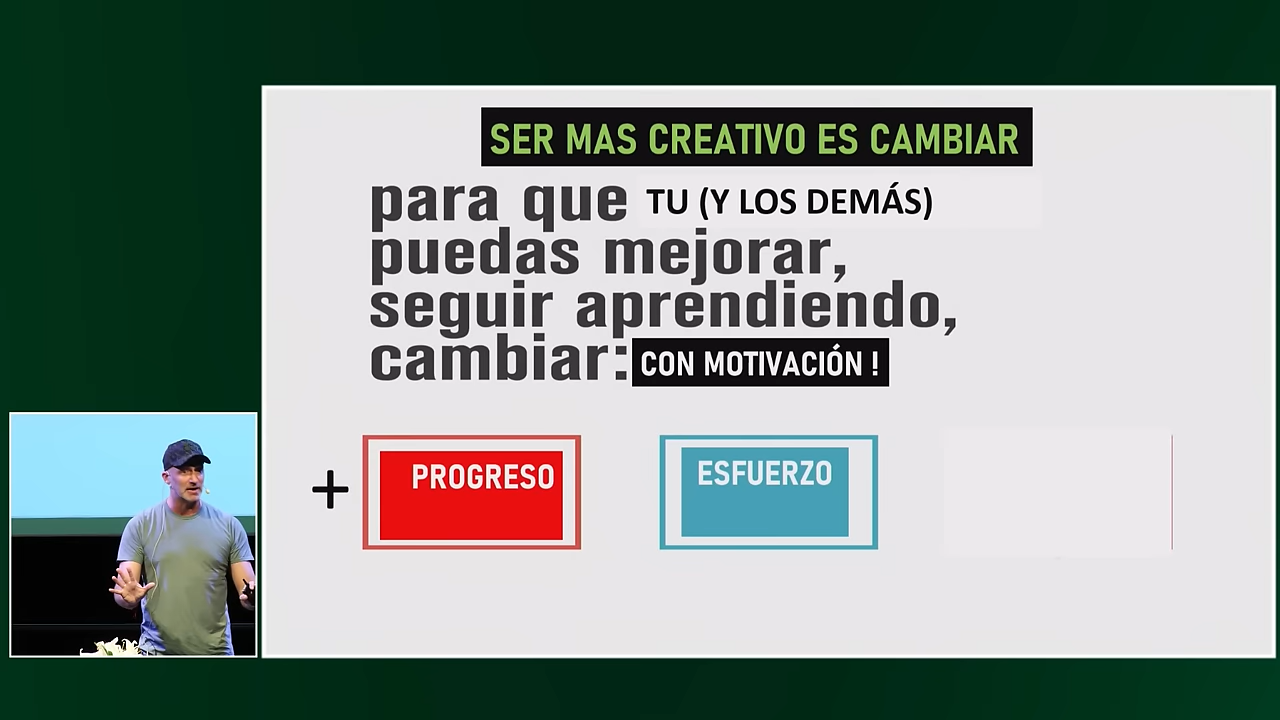 SER MAS CREATIVO ES CAMBIAR
para que TU (Y LOS DEMÁS)
puedas mejorar,
seguir aprendiendo,
cambiar: CON MOTIVACIÓN !
+ PROGRESO ESFUERZO